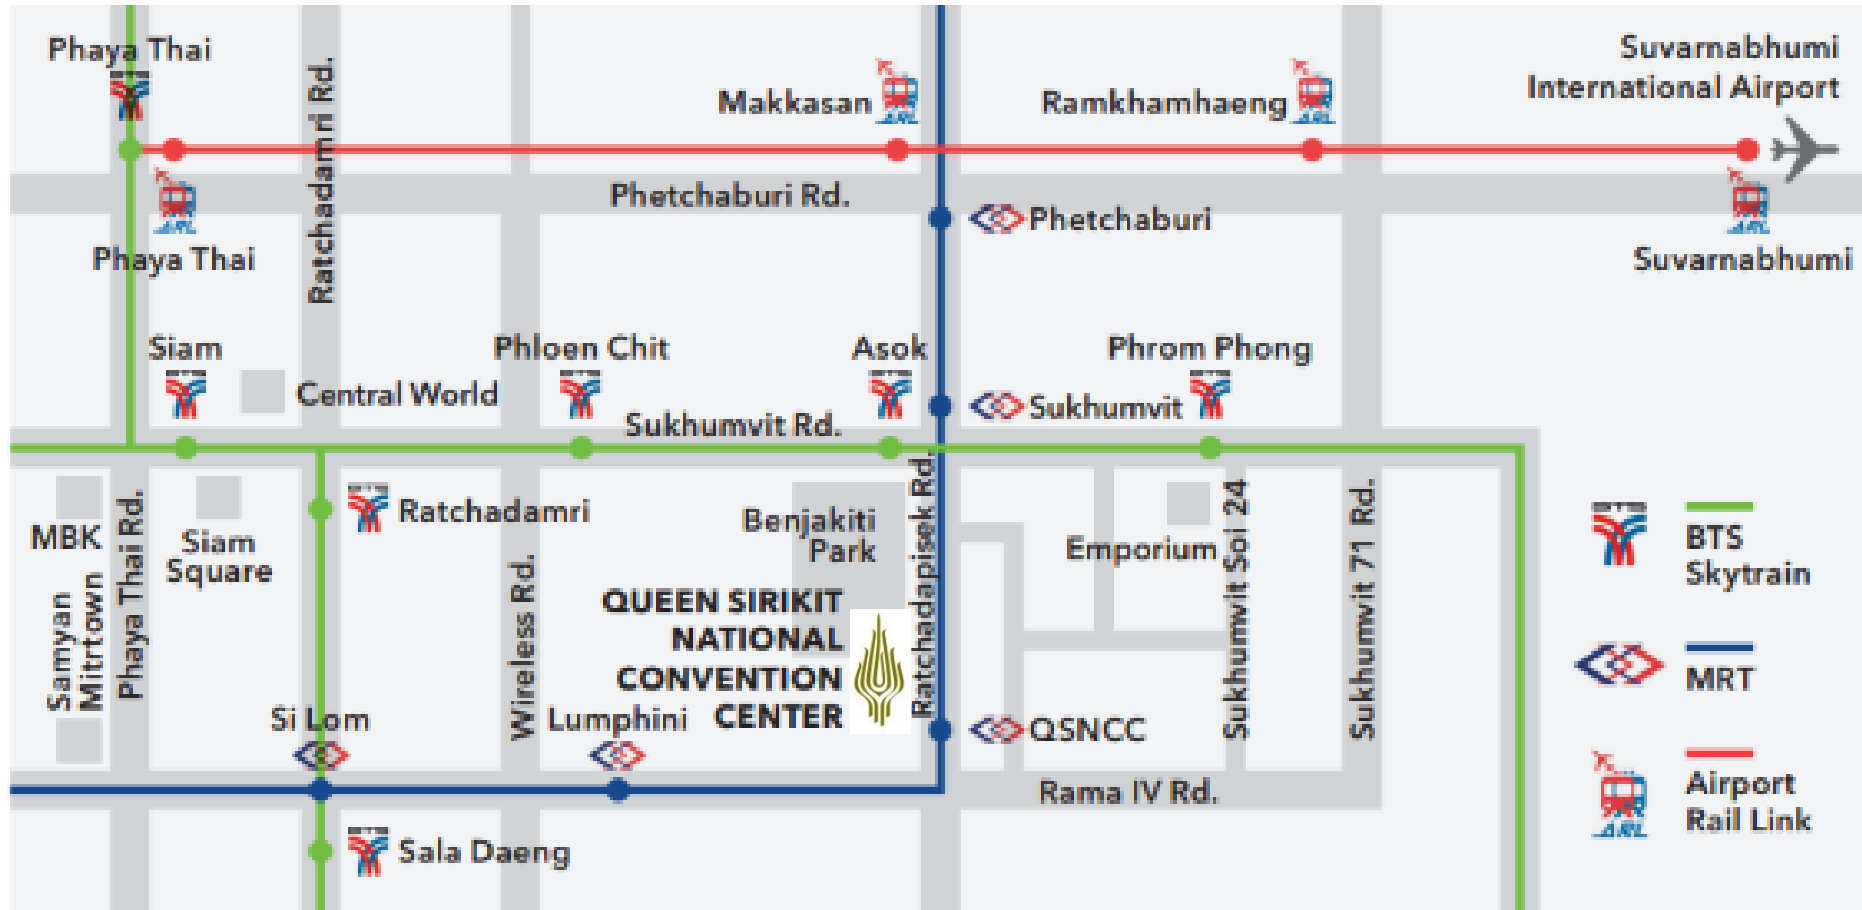 Phaya Thai
Ratchadamri Rd.
Makkasan
ARL
Ramkhamhaeng
ARL
Suvarnabhumi
International Airport
Phetchaburi Rd.
ARL
Phaya Thai
Phetchaburi
ARL
Suvarnabhumi
Siam
Central World
Phloen Chit
Asok
Phrom Phong
Sukhumvit
Sukhumvit Rd.
MBK
Phaya Thai Rd.
Siam
Square
Ratchadamri
Benjakiti
Park
Ratchadapisek Rd.
Emporium
Sukhumwit Soi 24
Sukhumwit 71 Rd.
Samyan
Mitrtown
Wireless Rd.
QUEEN SIRIKIT
NATIONAL
CONVENTION
CENTER
Si Lom
Lumphini
QSNCC
Rama IV Rd.
Sala Daeng
BTS
Skytrain
MRT
ARL
Airport
Rail Link